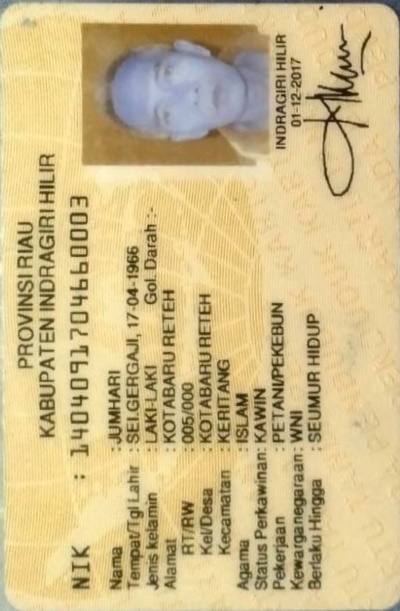 PROVINSI RIAU
KABUPATEN INDRAGIRI HILIR
NIK : 1404091704660003
Nama : JUMHARI
Tempat/Tgl Lahir : SELGERGAJI, 17-04-1966
Jenis kelamin : LAKI-LAKI Gol. Darah :-
Alamat : KOTABARU RETEH
RT/RW : 005/000
Kel/Desa : KOTABARU RETEH
Kecamatan : KERITANG
Agama : ISLAM
Status Perkawinan: KAWIN
Pekerjaan : PETANI/PEKEBUN
Kewarganegaraan: WNI
Berlaku Hingga : SEUMUR HIDUP
INDRAGIRI HILIR
01-12-2017